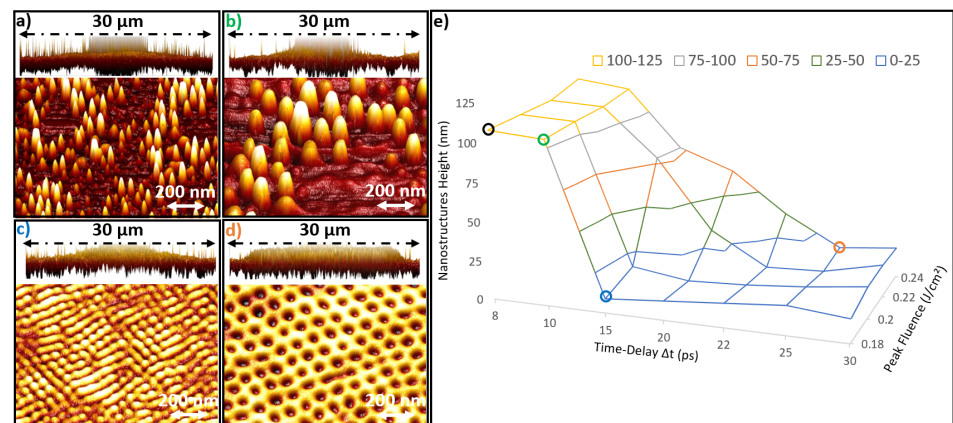 a)
30 µm
200 nm
b)
30 µm
200 nm
c)
30 µm
200 nm
d)
30 µm
200 nm
e)
100-125 75-100 50-75 25-50 0-25
Nanostructures Height (nm)
125
100
75
50
25
0
8 10 15 20 22 25 30
Time-Delay Δt (ps)
0.18
0.2
0.22
0.24
Peak Fluence (J/cm²)